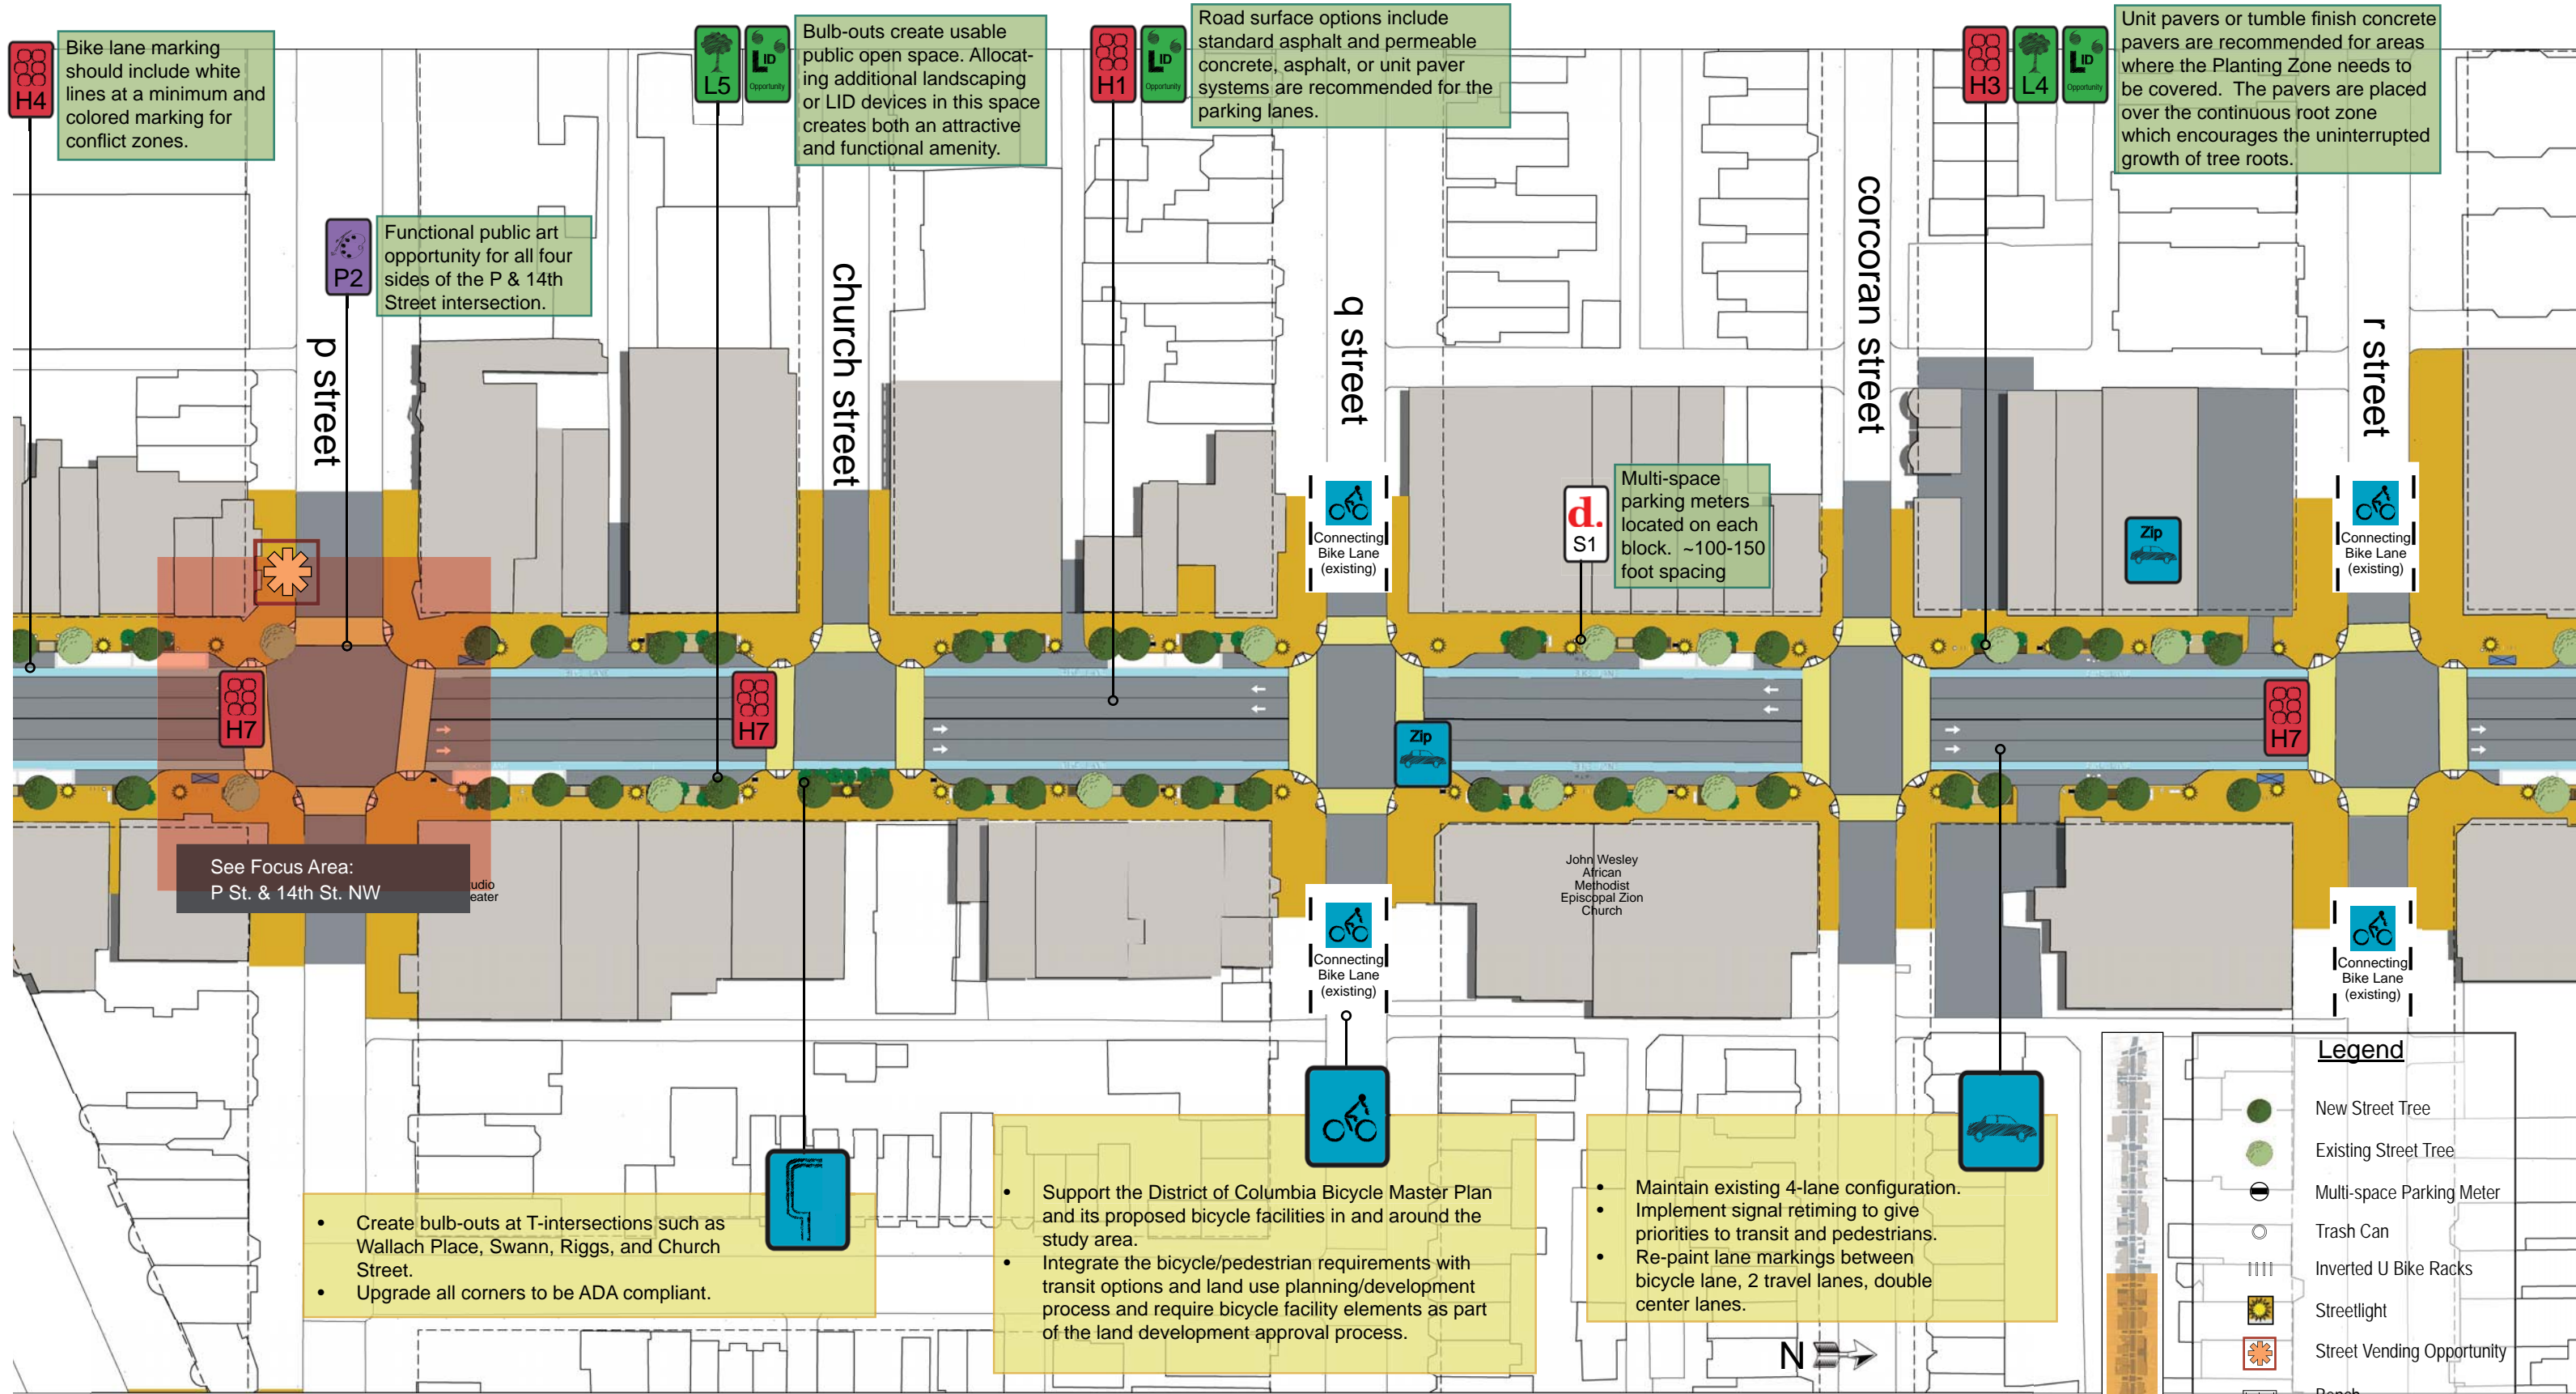 H4
Bike lane marking
should include white
lines at a minimum and
colored marking for
conflict zones.
L5
LID
Opportunity
Bulb-outs create usable
public open space. Allocat-
ing additional landscaping
or LID devices in this space
creates both an attractive
and functional amenity.
H1
LID
Opportunity
Road surface options include
standard asphalt and permeable
concrete, asphalt, or unit paver
systems are recommended for the
parking lanes.
H3
L4
LID
Opportunity
Unit pavers or tumble finish concrete
pavers are recommended for areas
where the Planting Zone needs to
be covered.  The pavers are placed
over the continuous root zone
which encourages the uninterrupted
growth of tree roots.
P2
Functional public art
opportunity for all four
sides of the P & 14th
Street intersection.
p street
church street
q street
corcoran street
r street
d.
S1
Multi-space
parking meters
located on each
block.  ~100-150
foot spacing
Connecting
Bike Lane
(existing)
Zip
Connecting
Bike Lane
(existing)
H7
H7
Zip
H7
See Focus Area:
P St. & 14th St. NW
udio
eater
John Wesley
African
Methodist
Episcopal Zion
Church
Connecting
Bike Lane
(existing)
Connecting
Bike Lane
(existing)
• Create bulb-outs at T-intersections such as
Wallach Place, Swann, Riggs, and Church
Street.
• Upgrade all corners to be ADA compliant.
• Support the District of Columbia Bicycle Master Plan
and its proposed bicycle facilities in and around the
study area.
• Integrate the bicycle/pedestrian requirements with
transit options and land use planning/development
process and require bicycle facility elements as part
of the land development approval process.
• Maintain existing 4-lane configuration.
• Implement signal retiming to give
priorities to transit and pedestrians.
• Re-paint lane markings between
bicycle lane, 2 travel lanes, double
center lanes.
N
Legend
New Street Tree
Existing Street Tree
Multi-space Parking Meter
Trash Can
Inverted U Bike Racks
Streetlight
Street Vending Opportunity